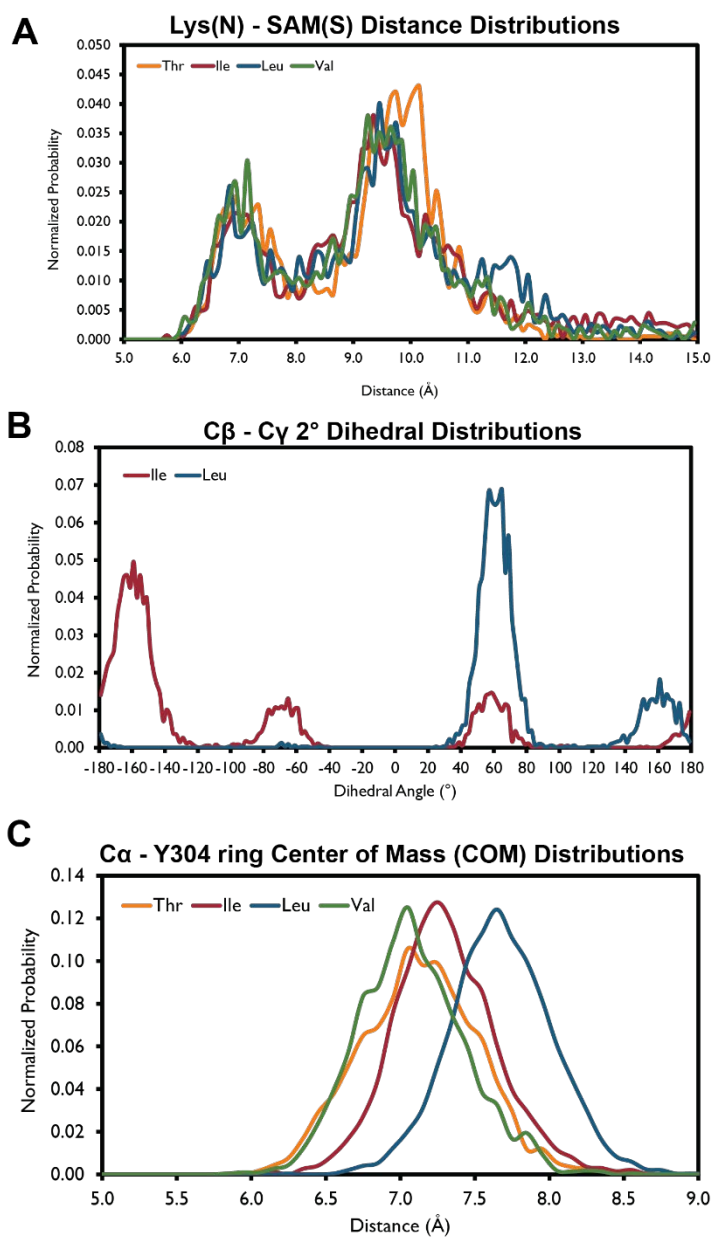 A
Lys(N) - SAM(S) Distance Distributions
Thr Ile Leu Val
0.050
0.045
0.040
0.035
0.030
0.025
0.020
0.015
0.010
0.005
0.000
Normalized Probability
5.0 6.0 7.0 8.0 9.0 10.0 11.0 12.0 13.0 14.0 15.0
Distance (Å)
B
Cβ - Cγ 2° Dihedral Distributions
Ile Leu
0.08
0.07
0.06
0.05
0.04
0.03
0.02
0.01
0.00
Normalized Probability
-180 -160 -140 -120 -100 -80 -60 -40 -20 0 20 40 60 80 100 120 140 160 180
Dihedral Angle (°)
C
Cα - Y304 ring Center of Mass (COM) Distributions
Thr Ile Leu Val
0.14
0.12
0.10
0.08
0.06
0.04
0.02
0.00
Normalized Probability
5.0 5.5 6.0 6.5 7.0 7.5 8.0 8.5 9.0
Distance (Å)